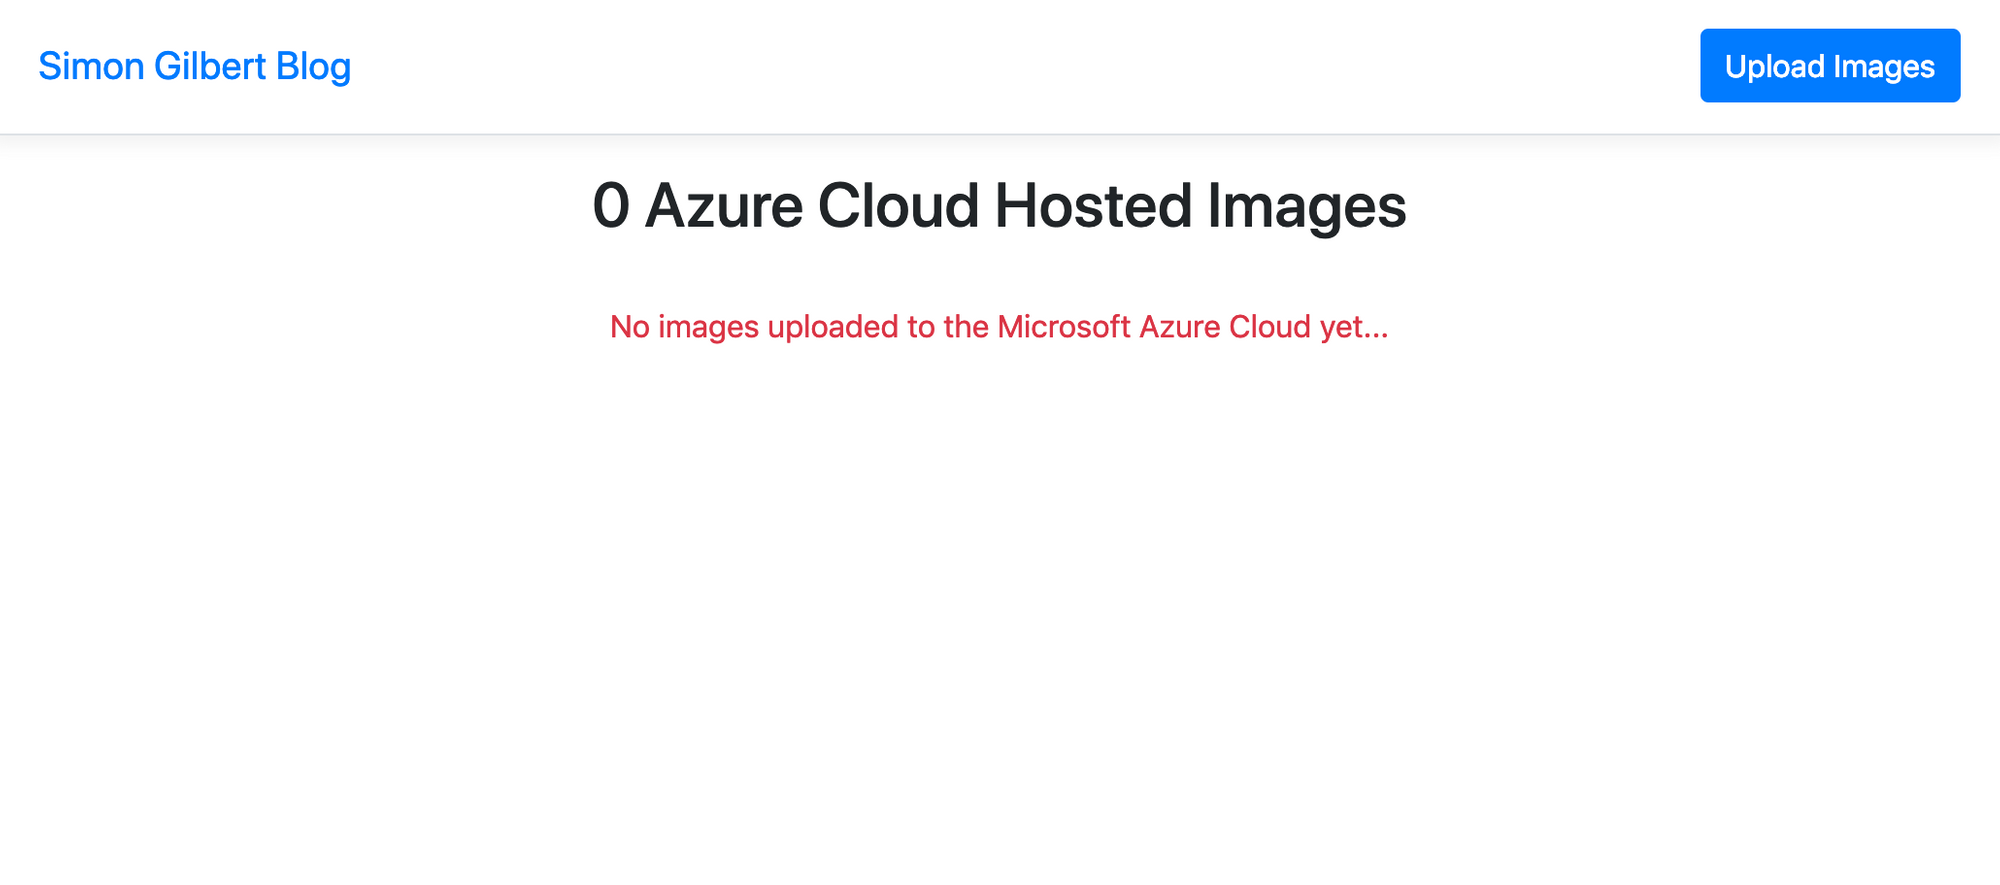 Simon Gilbert Blog
Upload Images
0 Azure Cloud Hosted Images
No images uploaded to the Microsoft Azure Cloud yet...